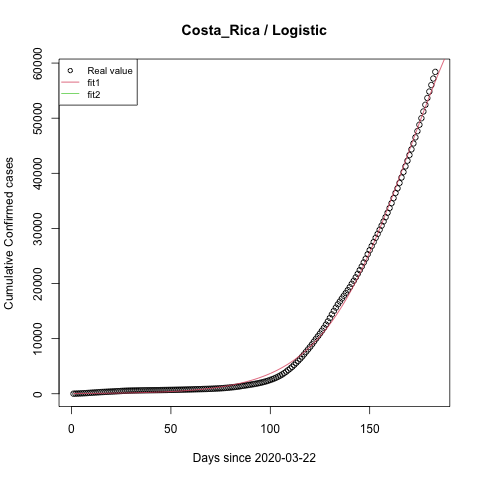 Costa_Rica / Logistic
Real value
fit1
fit2
60000
50000
40000
30000
20000
10000
0
Cumulative Confirmed cases
0 50 100 150
Days since 2020-03-22